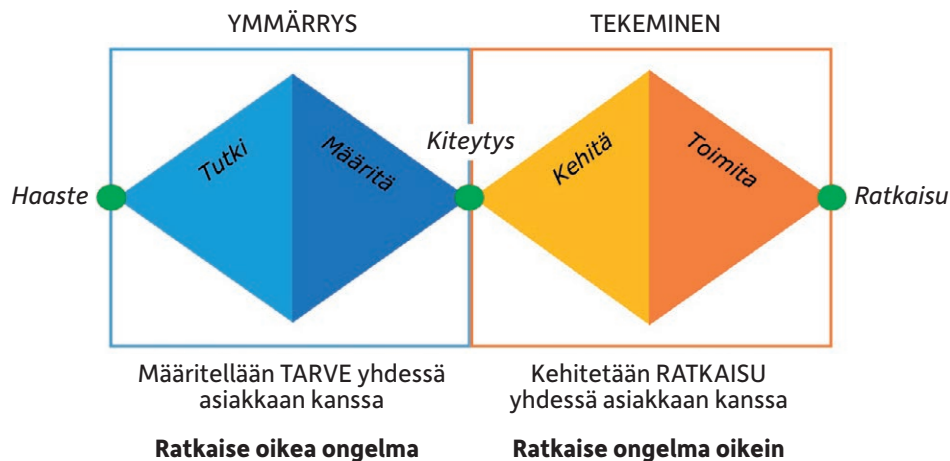 YMMÄRRYS
TEKEMINEN
Haaste
Tutki
Määritä
Kiteytys
Kehitä
Toimita
Ratkaisu
Määritellään TARVE yhdessä
asiakkaan kanssa
Ratkaise oikea ongelma
Kehitetään RATKAISU
yhdessä asiakkaan kanssa
Ratkaise ongelma oikein